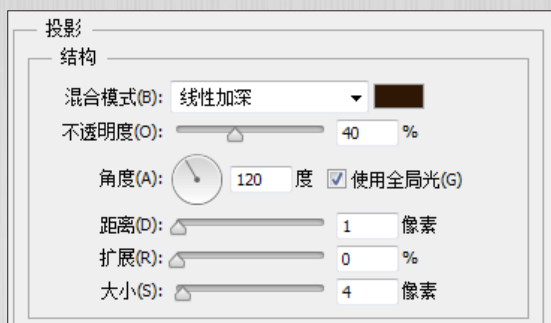 投影
结构
混合模式(B): 线性加深
不透明度(O): 40 %
角度(A): 120 度 使用全局光(G)
距离(D): 1 像素
扩展(R): 0 %
大小(S): 4 像素